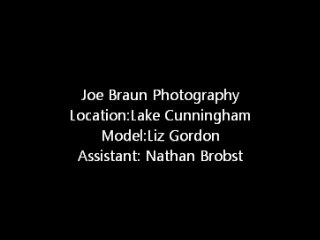 Joe Braun Photography
Location:Lake Cunningham
Model:Liz Gordon
Assistant: Nathan Brobst